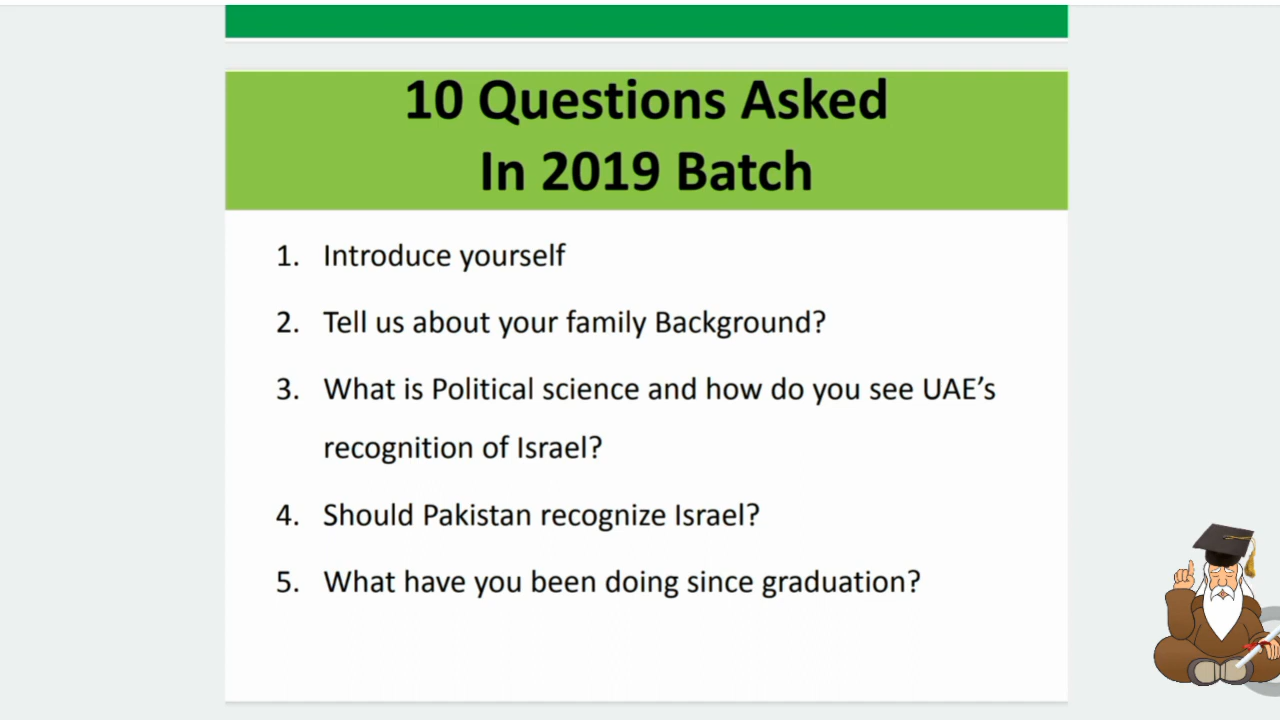 10 Questions Asked
In 2019 Batch
1. Introduce yourself
2. Tell us about your family Background?
3. What is Political science and how do you see UAE’s
recognition of Israel?
4. Should Pakistan recognize Israel?
5. What have you been doing since graduation?